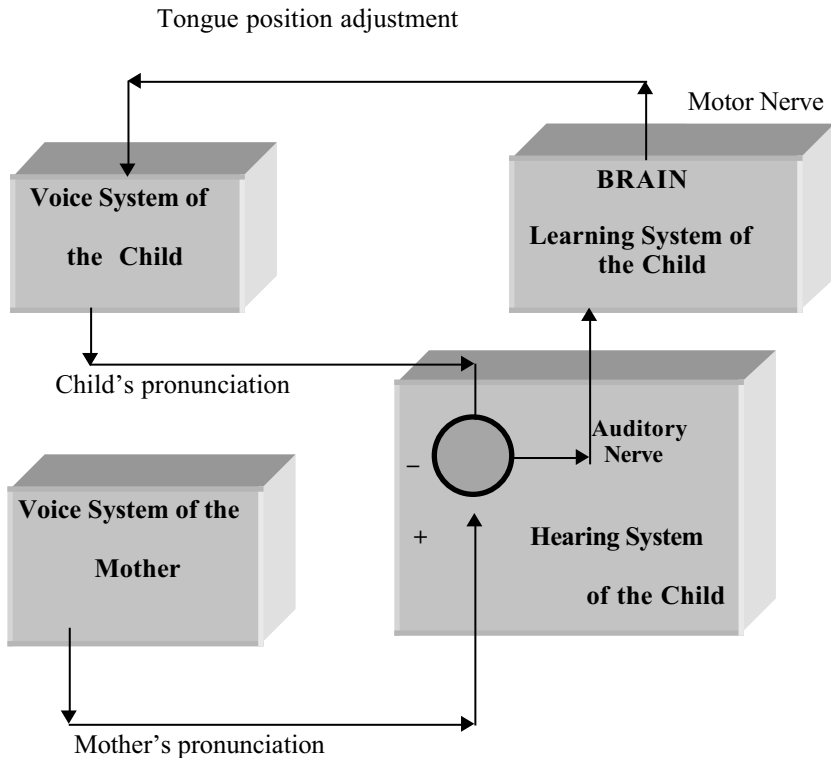 Tongue position adjustment
Motor Nerve
Voice System of
the Child
BRAIN
Learning System of
the Child
Child's pronunciation
Auditory
Nerve
−
+
Voice System of the
Mother
Hearing System
of the Child
Mother's pronunciation